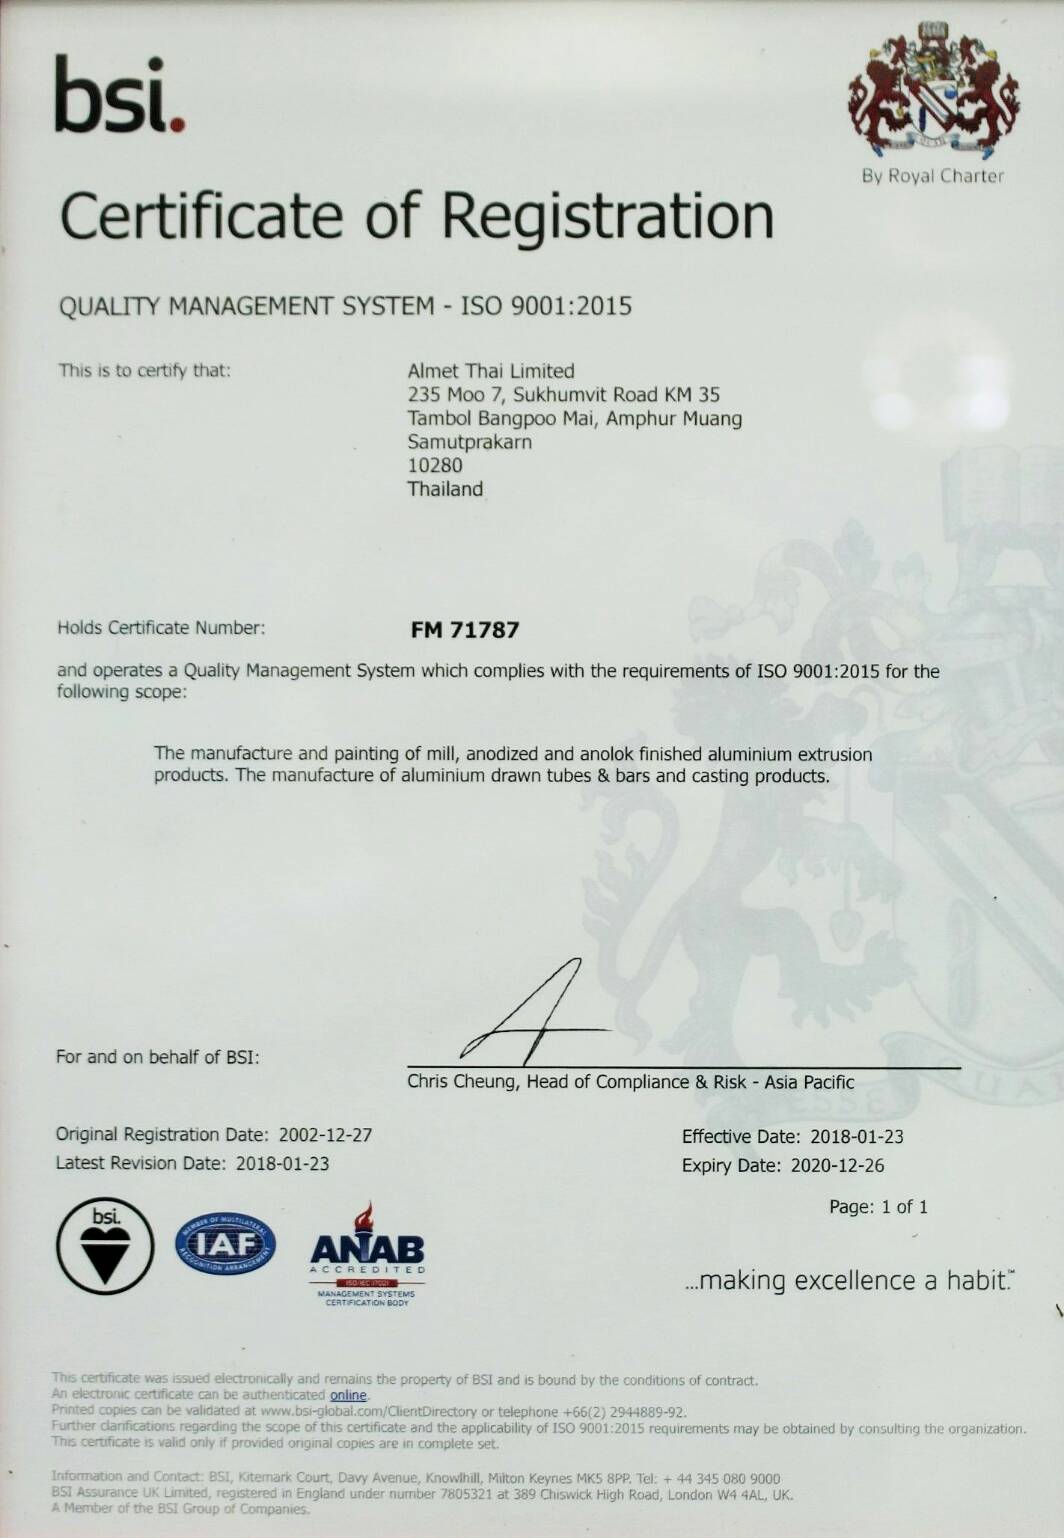 bsi.
By Royal Charter
Certificate of Registration
QUALITY MANAGEMENT SYSTEM - ISO 9001:2015
This is to certify that:
Almet Thai Limited
235 Moo 7, Sukhumvit Road KM 35
Tambol Bangpoo Mai, Amphur Muang
Samutprakarn
10280
Thailand
Holds Certificate Number: FM 71787
and operates a Quality Management System which complies with the requirements of ISO 9001:2015 for the
following scope:
The manufacture and painting of mill, anodized and anolok finished aluminium extrusion
products. The manufacture of aluminium drawn tubes & bars and casting products.
For and on behalf of BSI:
Chris Cheung, Head of Compliance & Risk - Asia Pacific
Original Registration Date: 2002-12-27
Effective Date: 2018-01-23
Latest Revision Date: 2018-01-23
Expiry Date: 2020-12-26
Page: 1 of 1
bsi.
MEMBER OF MULTILATERAL
IAF
RECOGNITION ARRANGEMENT
ANAB
ACCREDITED
ISO/IEC 17021
MANAGEMENT SYSTEMS
CERTIFICATION BODY
...making excellence a habit.™
This certificate was issued electronically and remains the property of BSI and is bound by the conditions of contract.
An electronic certificate can be authenticated online.
Printed copies can be validated at www.bsi-global.com/ClientDirectory or telephone +66(2) 2944889-92.
Further clarifications regarding the scope of this certificate and the applicability of ISO 9001:2015 requirements may be obtained by consulting the organization.
This certificate is valid only if provided original copies are in complete set.
Information and Contact: BSI, Kitemark Court, Davy Avenue, Knowlhill, Milton Keynes MK5 8PP. Tel: + 44 345 080 9000
BSI Assurance UK Limited, registered in England under number 7805321 at 389 Chiswick High Road, London W4 4AL, UK.
A Member of the BSI Group of Companies.